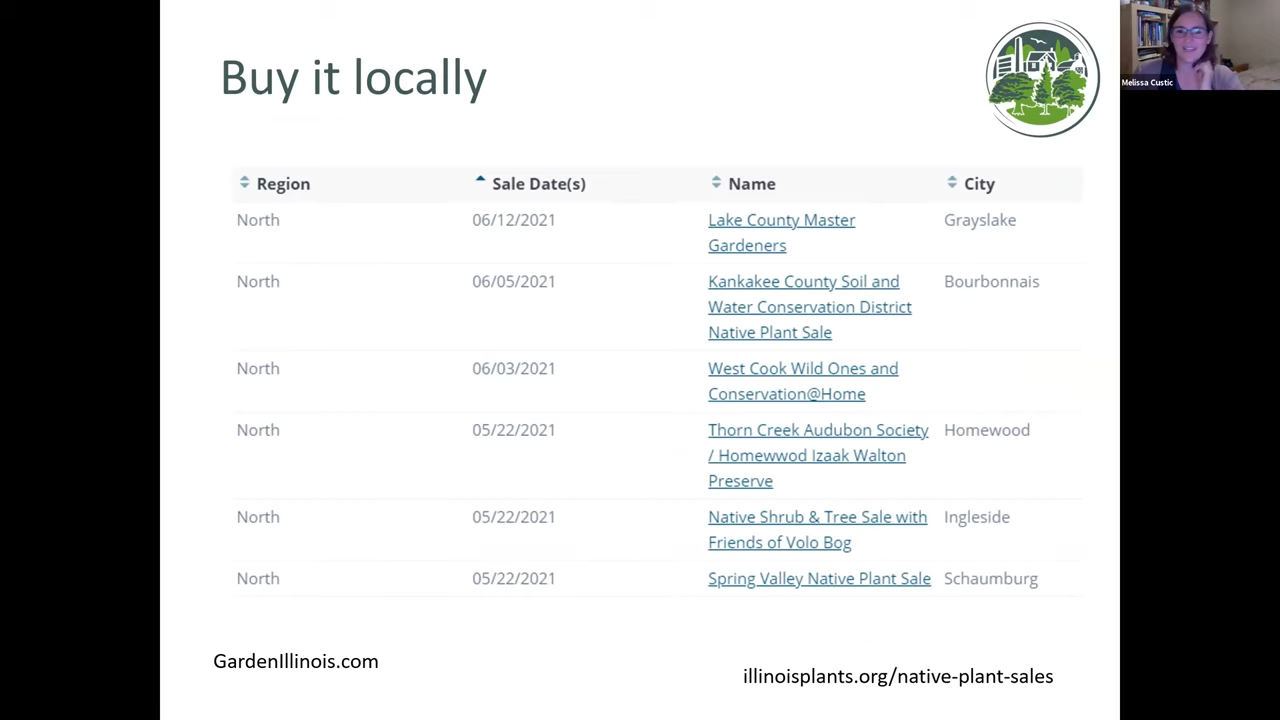 Buy it locally
Melissa Custic
Region Sale Date(s) Name City
North 06/12/2021 Lake County Master Grayslake
Gardeners
North 06/05/2021 Kankakee County Soil and Bourbonnais
Water Conservation District
Native Plant Sale
North 06/03/2021 West Cook Wild Ones and
Conservation@Home
North 05/22/2021 Thorn Creek Audubon Society Homewood
/ Homewwod Izaak Walton
Preserve
North 05/22/2021 Native Shrub & Tree Sale with Ingleside
Friends of Volo Bog
North 05/22/2021 Spring Valley Native Plant Sale Schaumburg
GardenIllinois.com
illinoisplants.org/native-plant-sales